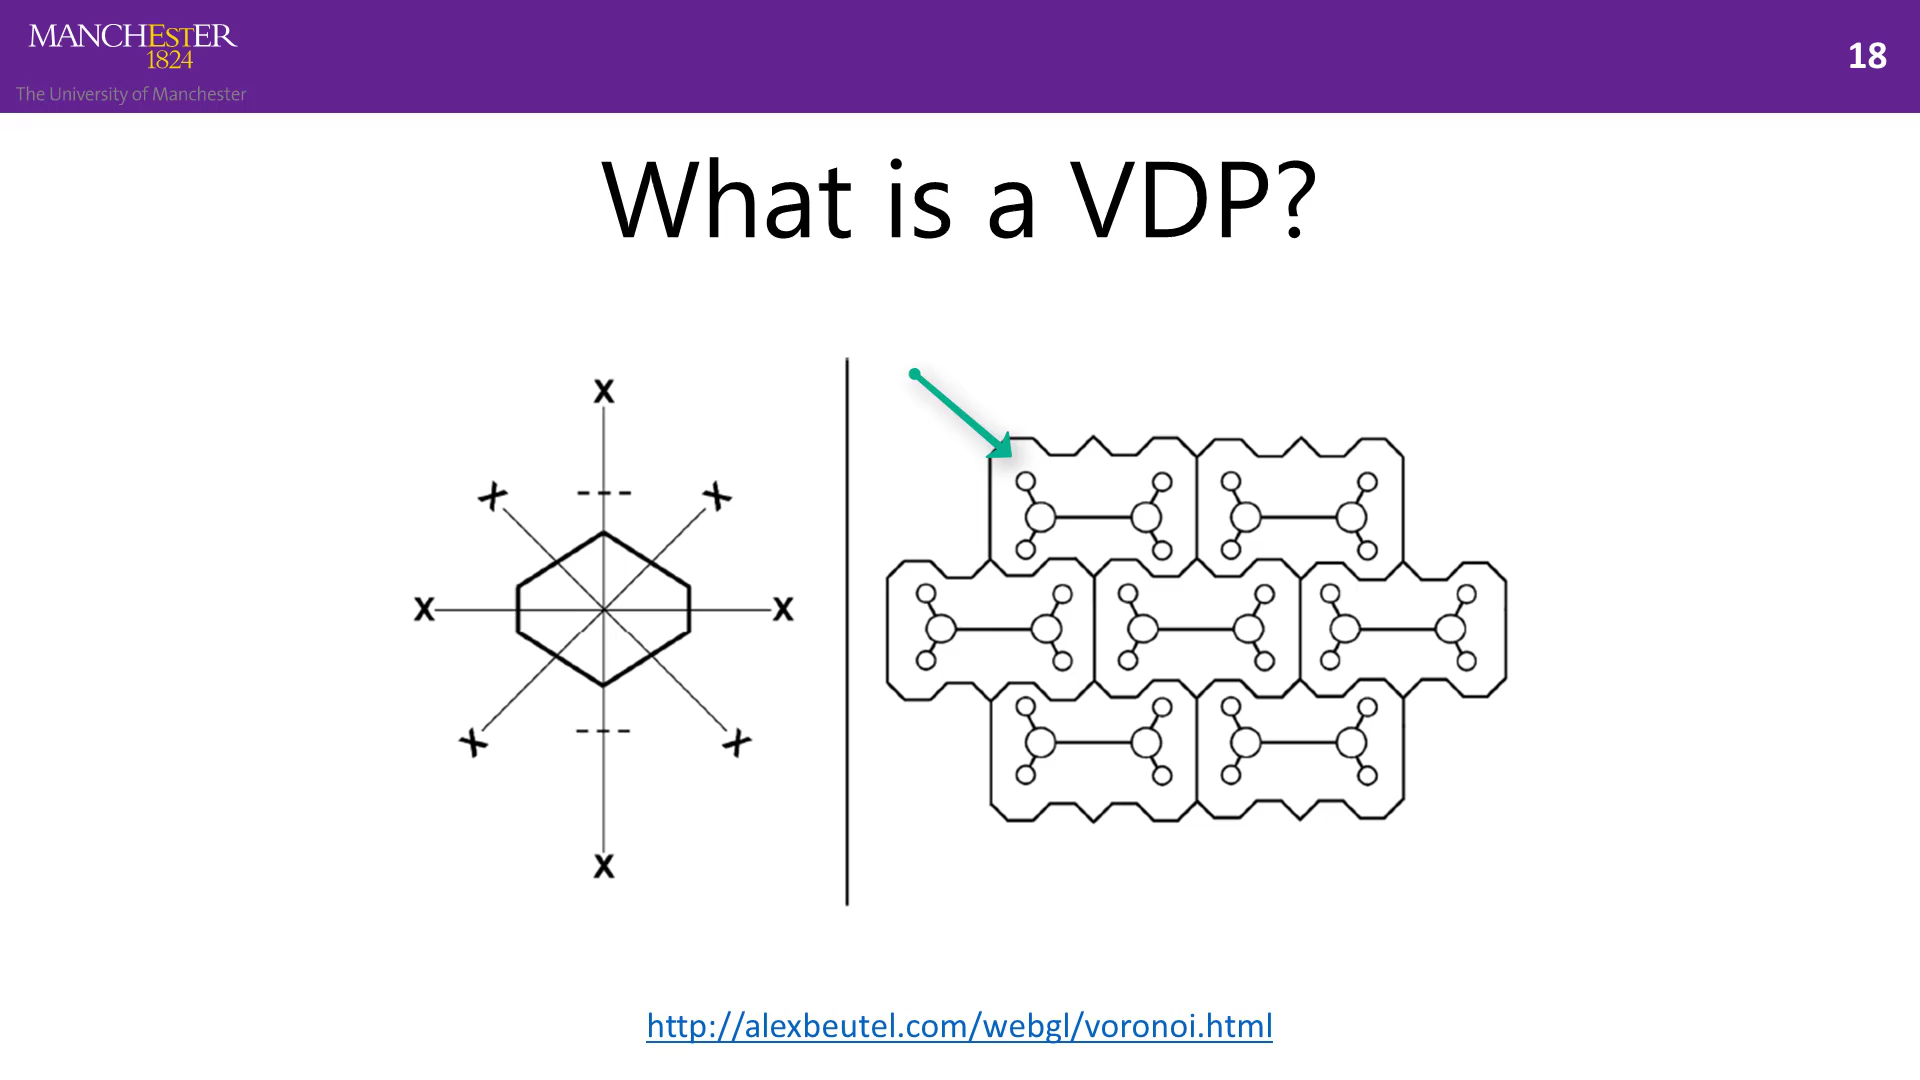 MANCHESTER
1824
The University of Manchester
18
What is a VDP?
X
X
X
X
X
X
X
X
http://alexbeutel.com/webgl/voronoi.html